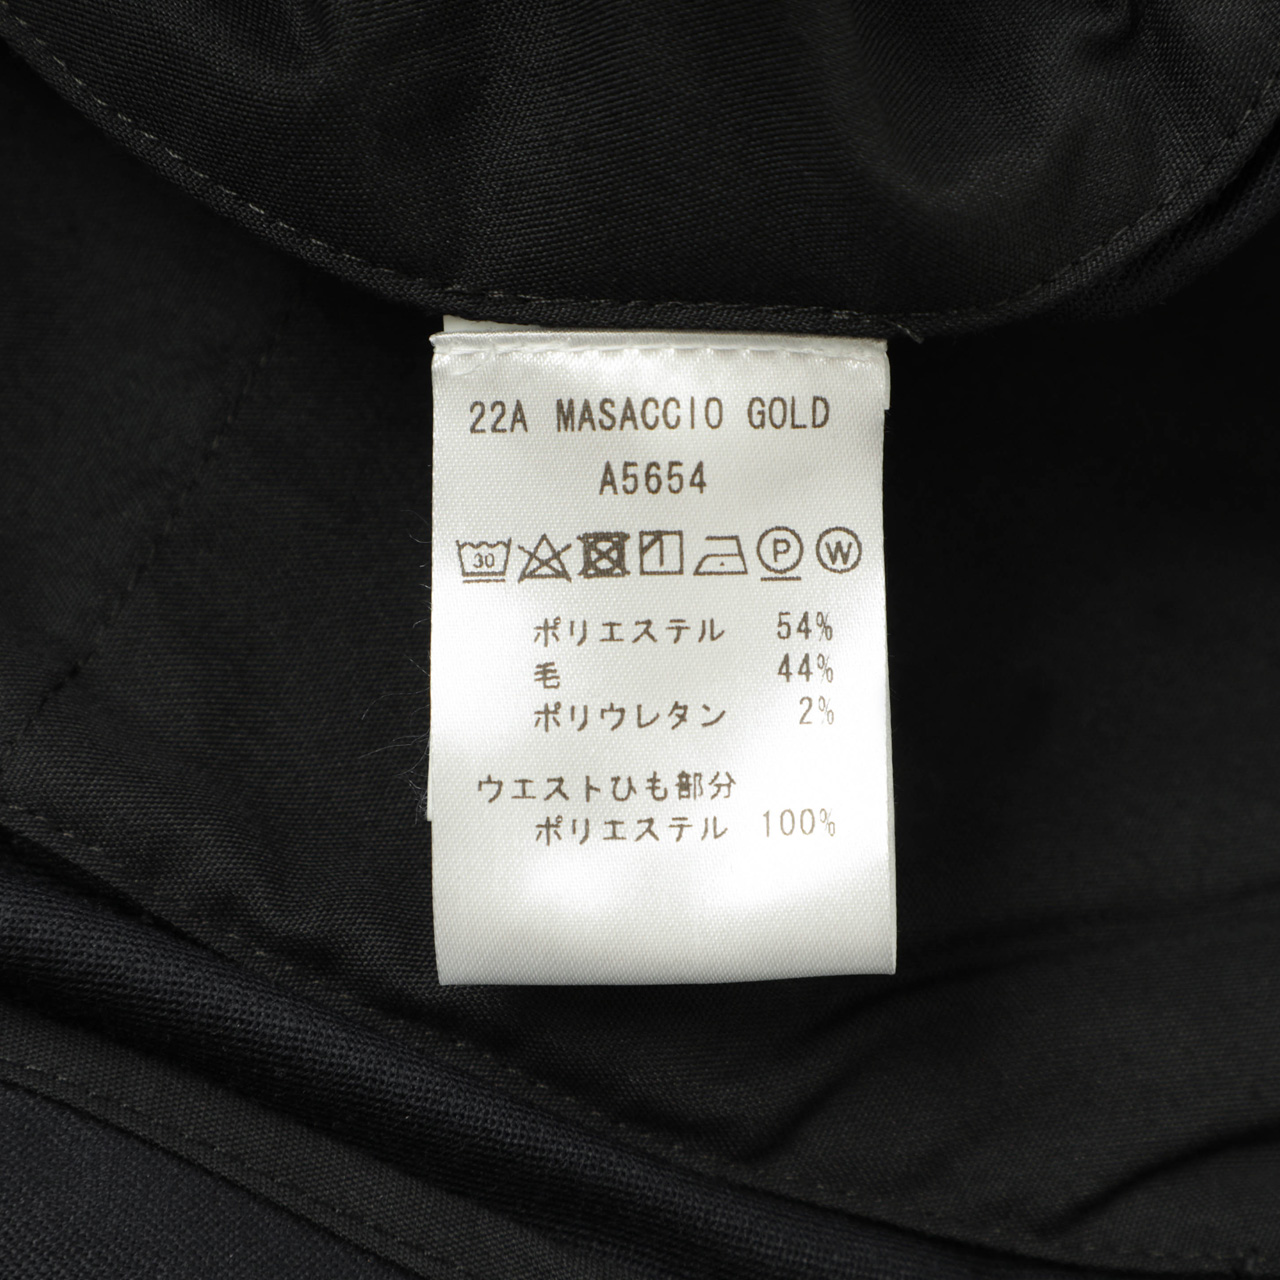 22A MASACCIO GOLD
A5654
30 P W
ポリエステル 54%
毛 44%
ポリウレタン 2%
ウエストひも部分
ポリエステル 100%